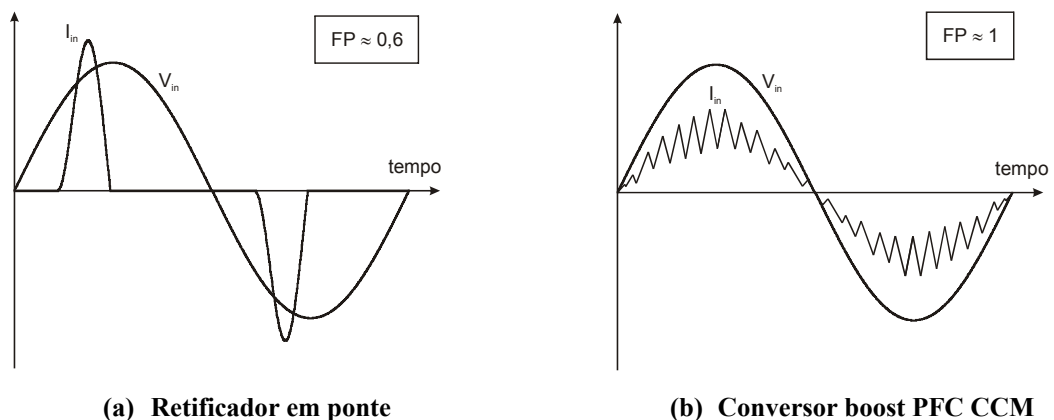 I_in
V_in
FP ≈ 0,6
tempo
(a) Retificador em ponte
FP ≈ 1
V_in
I_in
tempo
(b) Conversor boost PFC CCM